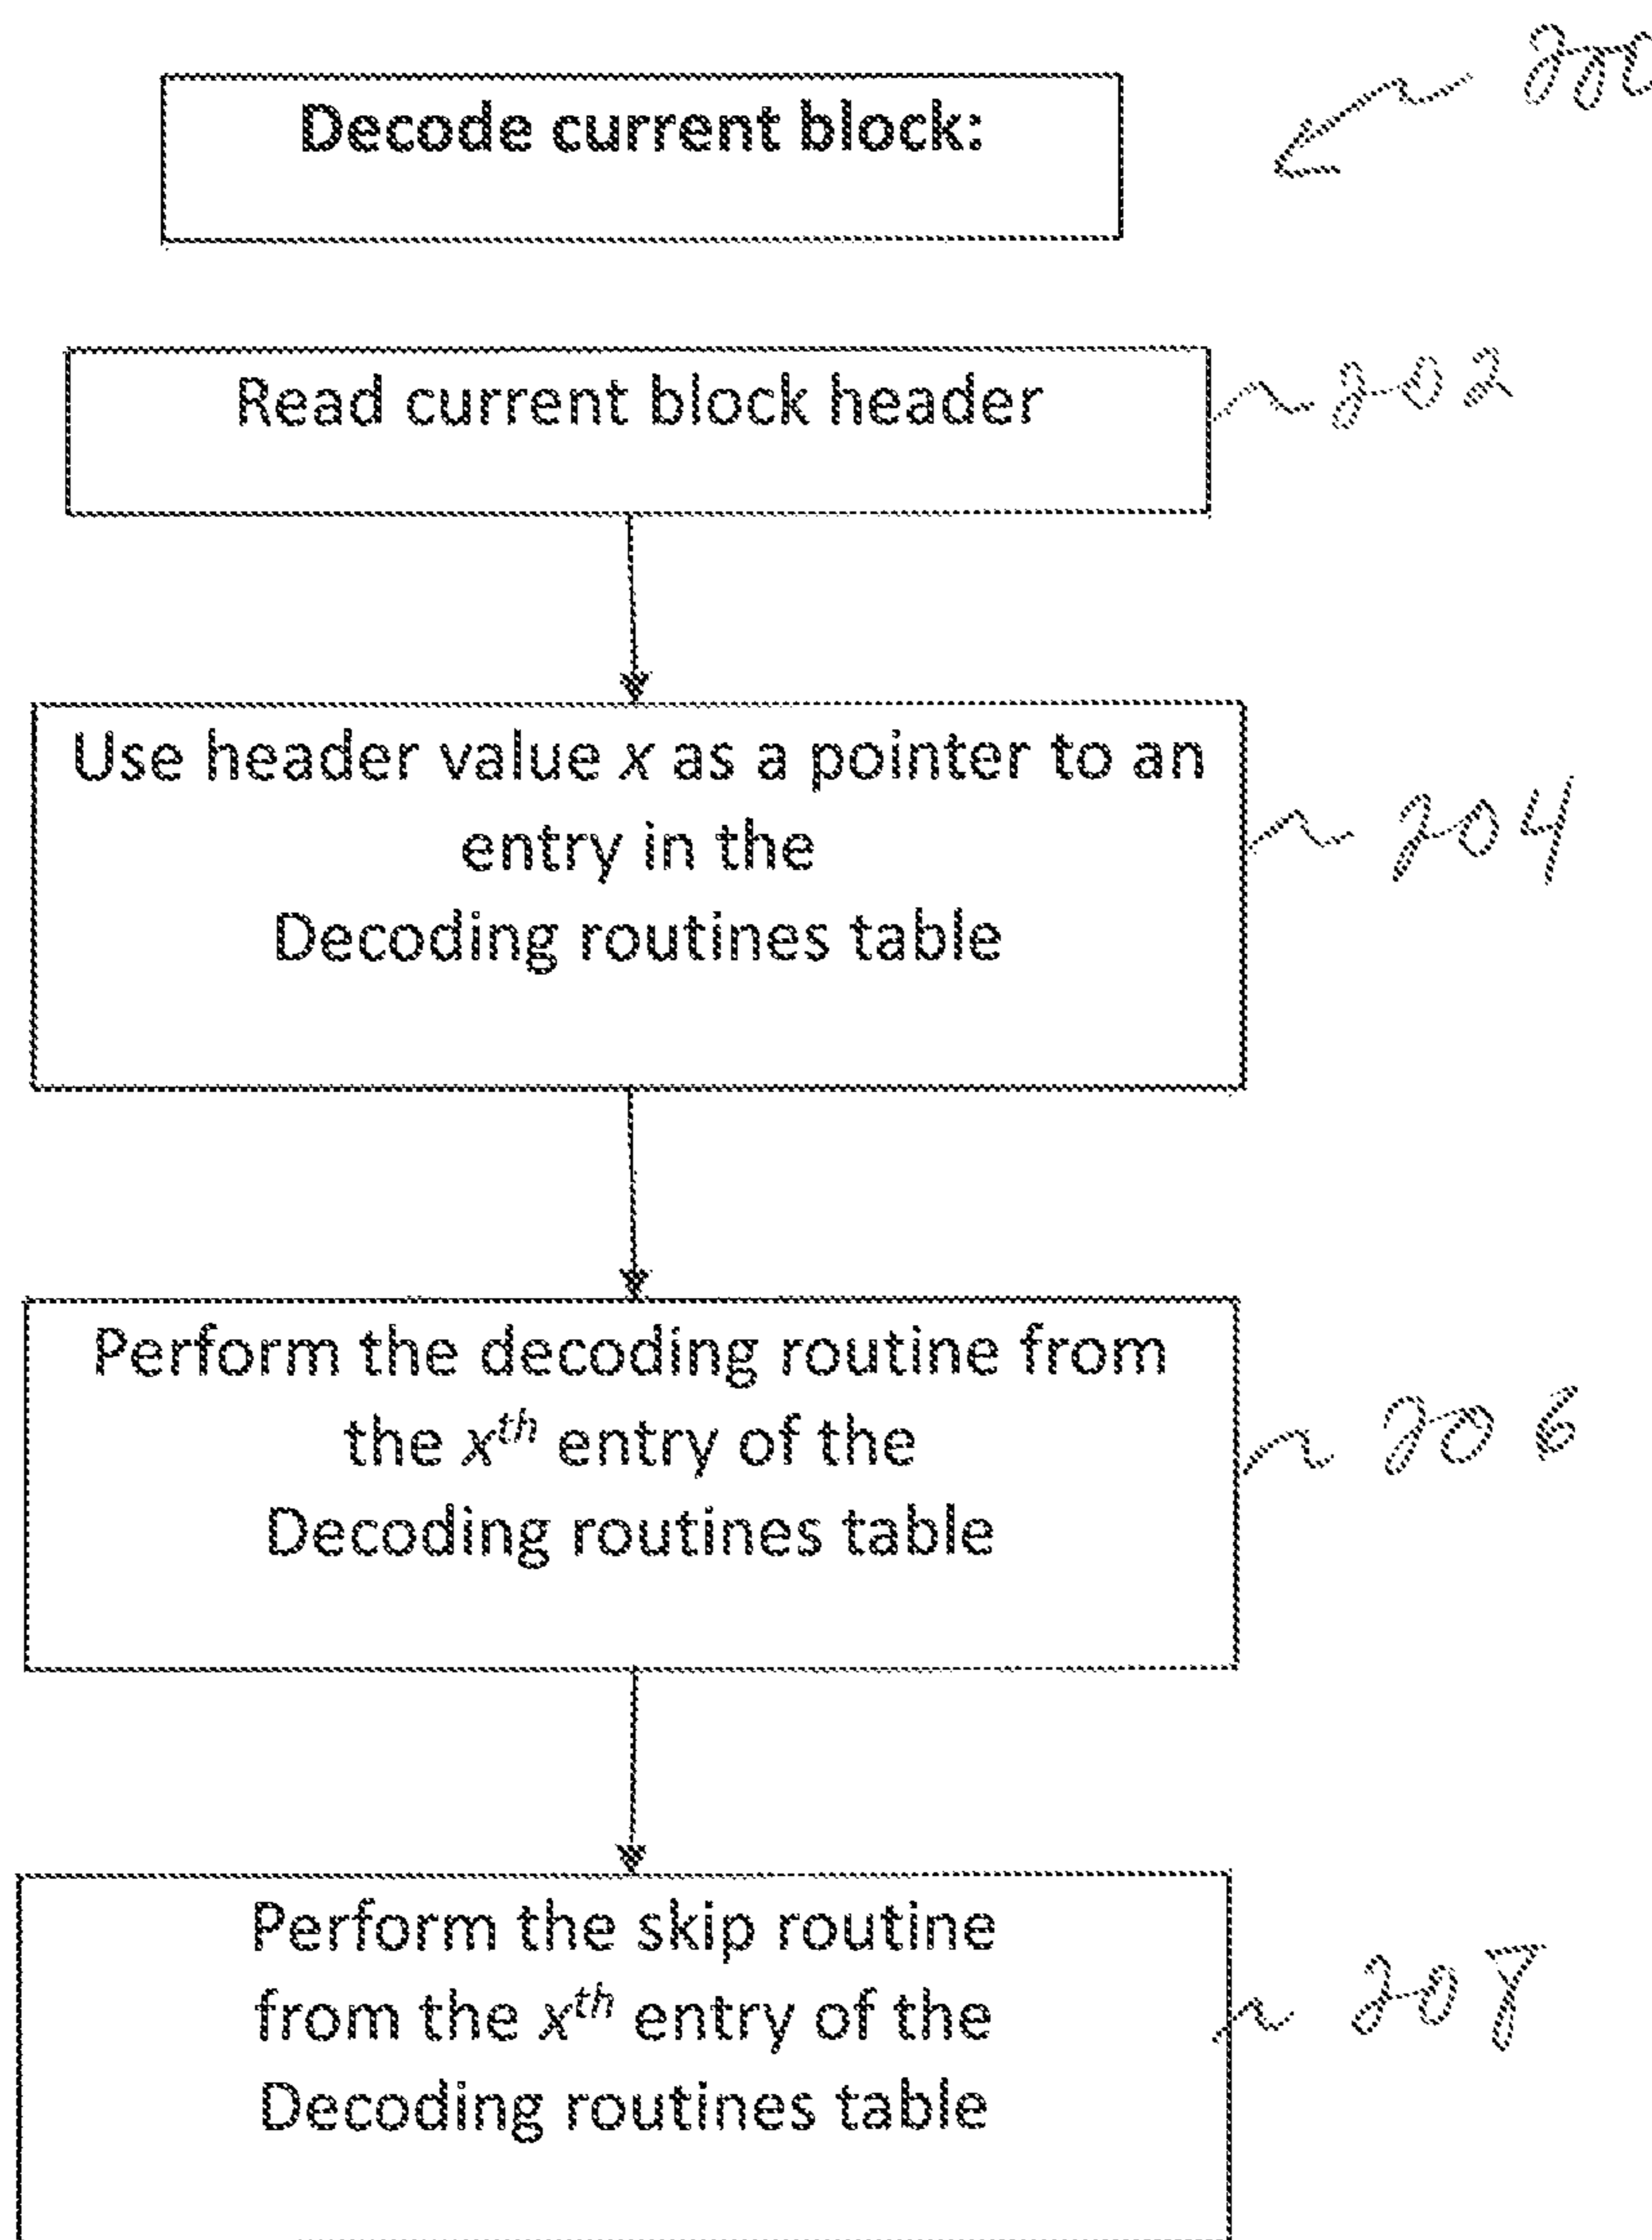 Decode current block:
Read current block header
202
Use header value x as a pointer to an
entry in the
Decoding routines table
204
Perform the decoding routine from
the xth entry of the
Decoding routines table
206
Perform the skip routine
from the xth entry of the
Decoding routines table